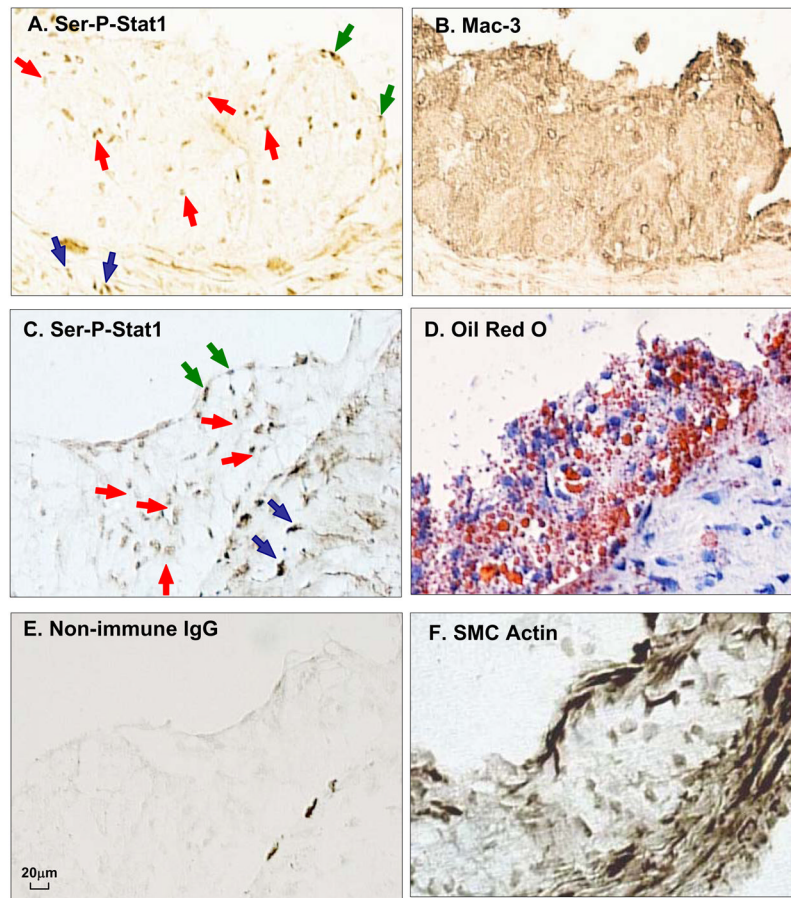 A. Ser-P-Stat1
B. Mac-3
C. Ser-P-Stat1
D. Oil Red O
E. Non-immune IgG
20μm
F. SMC Actin